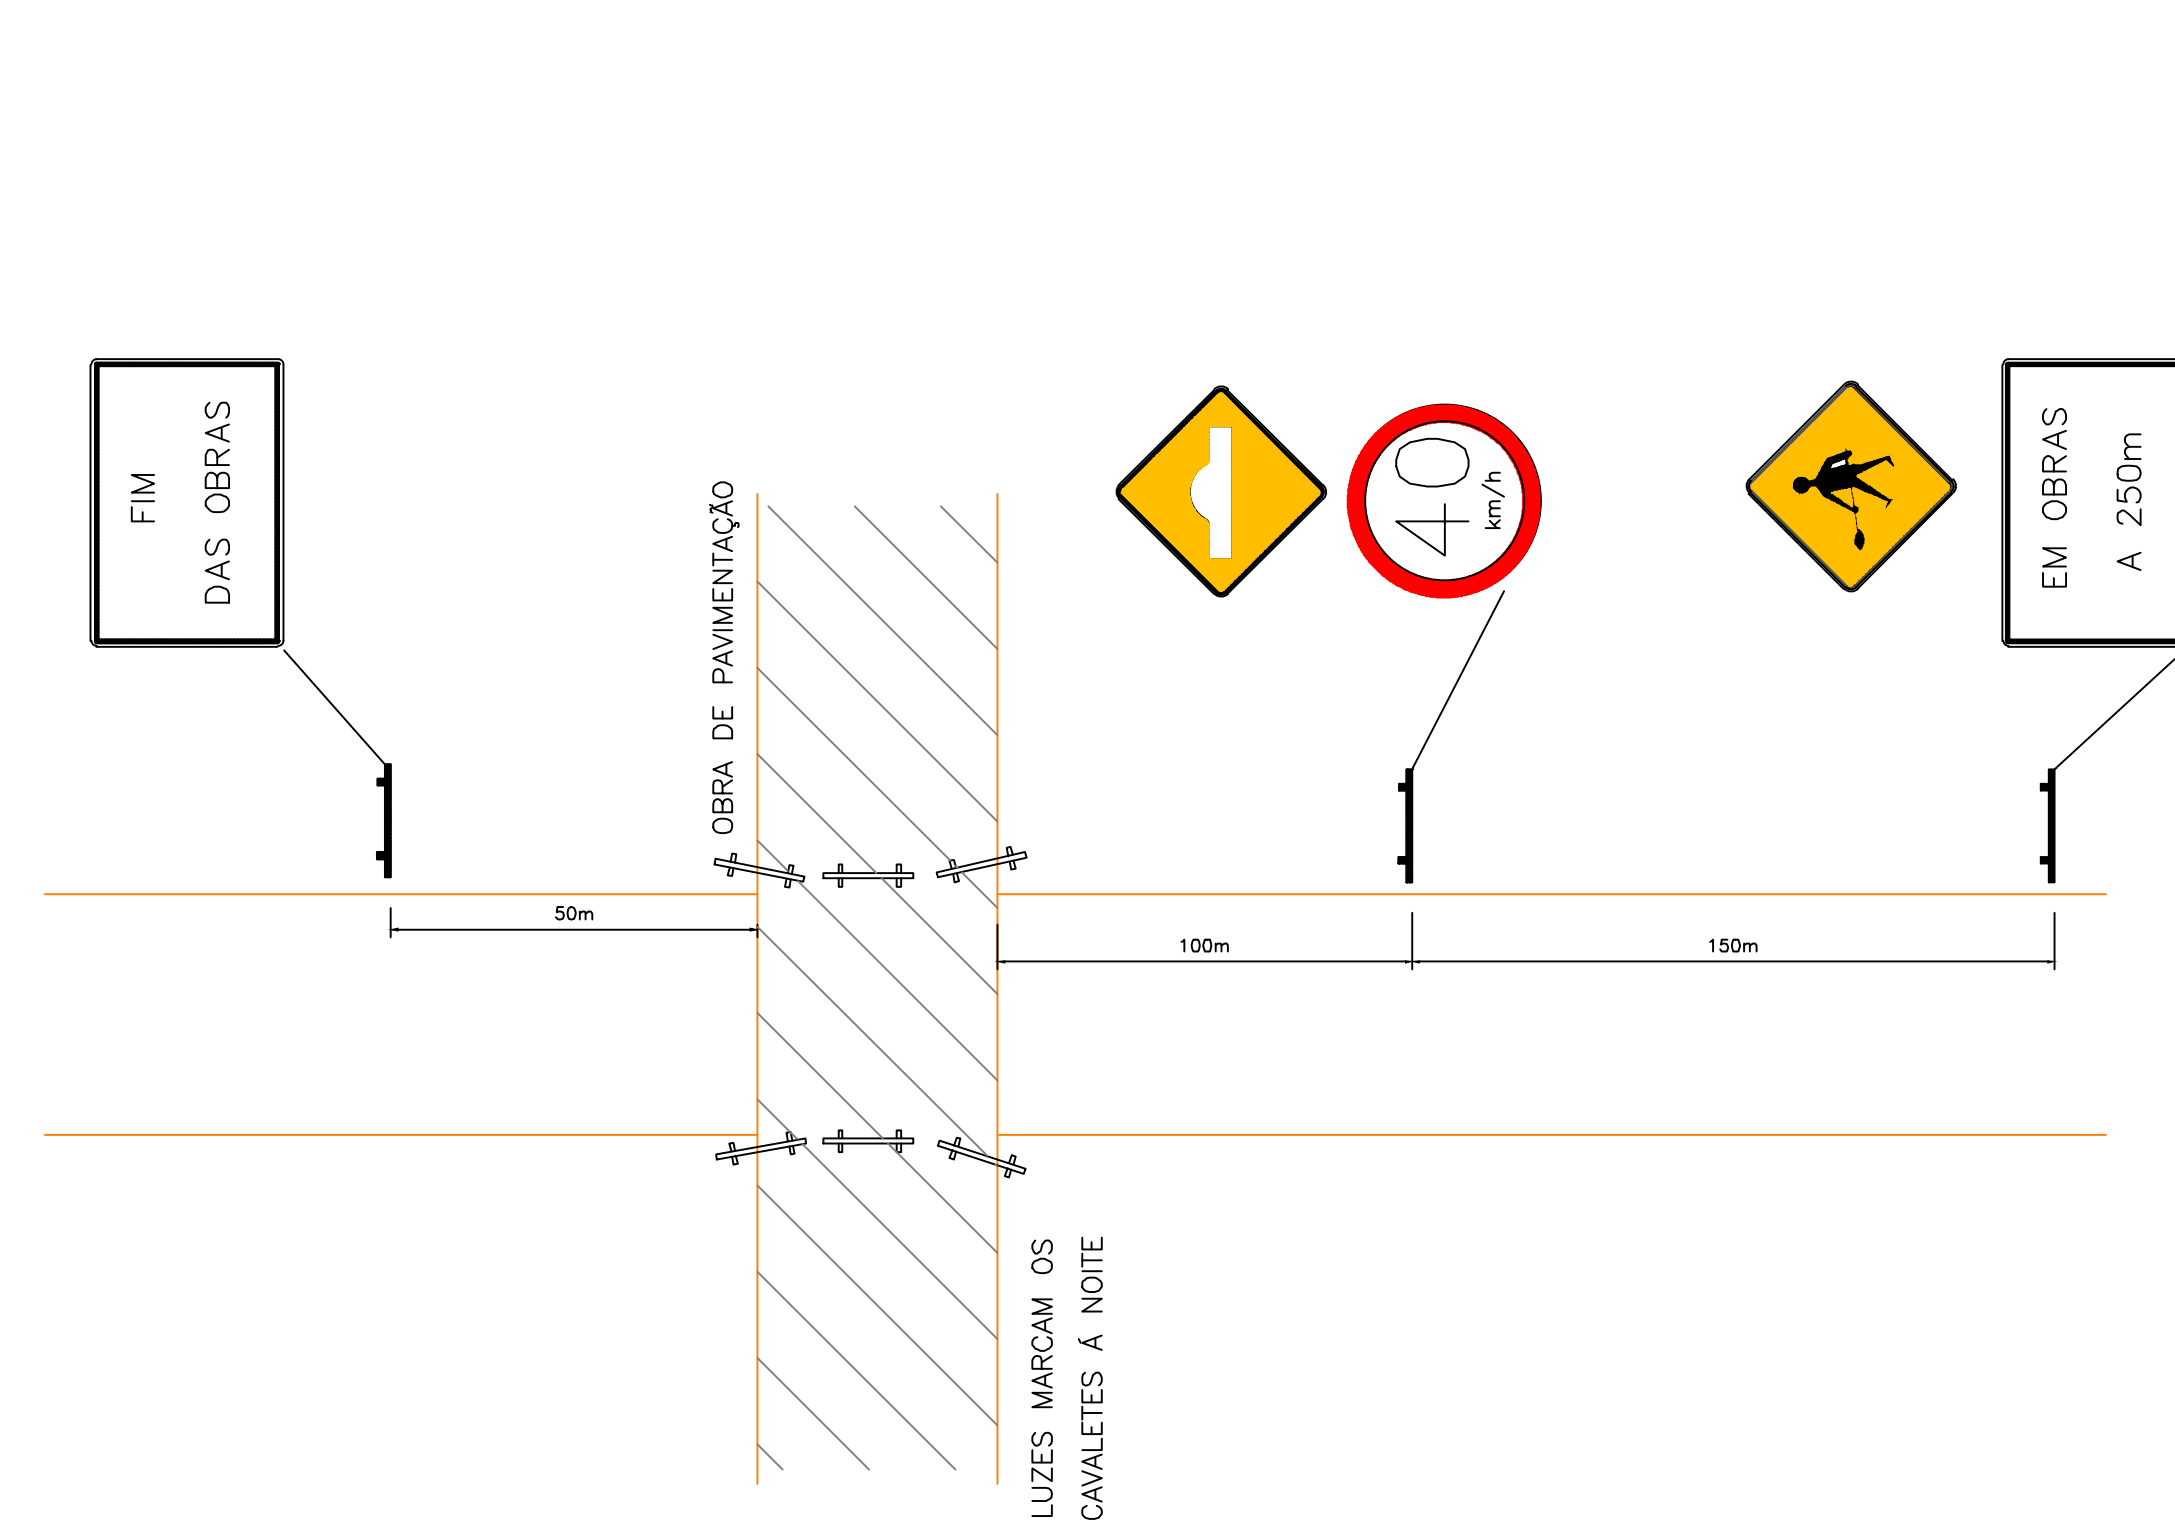 FIM
DAS OBRAS
OBRA DE PAVIMENTAÇÃO
40
km/h
EM OBRAS
A 250m
50m
100m
150m
LUZES MARCAM OS
CAVALETES Á NOITE